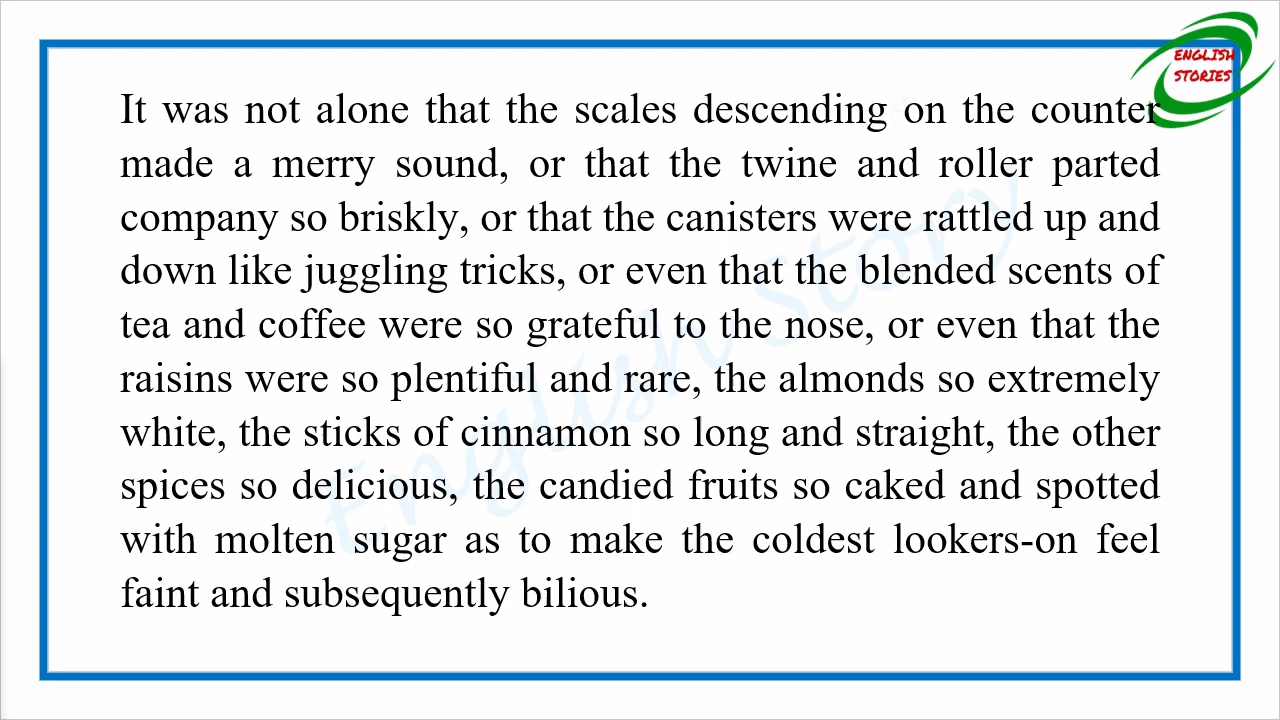 ENGLISH
STORIES
It was not alone that the scales descending on the counter
made a merry sound, or that the twine and roller parted
company so briskly, or that the canisters were rattled up and
down like juggling tricks, or even that the blended scents of
tea and coffee were so grateful to the nose, or even that the
raisins were so plentiful and rare, the almonds so extremely
white, the sticks of cinnamon so long and straight, the other
spices so delicious, the candied fruits so caked and spotted
with molten sugar as to make the coldest lookers-on feel
faint and subsequently bilious.
English Story